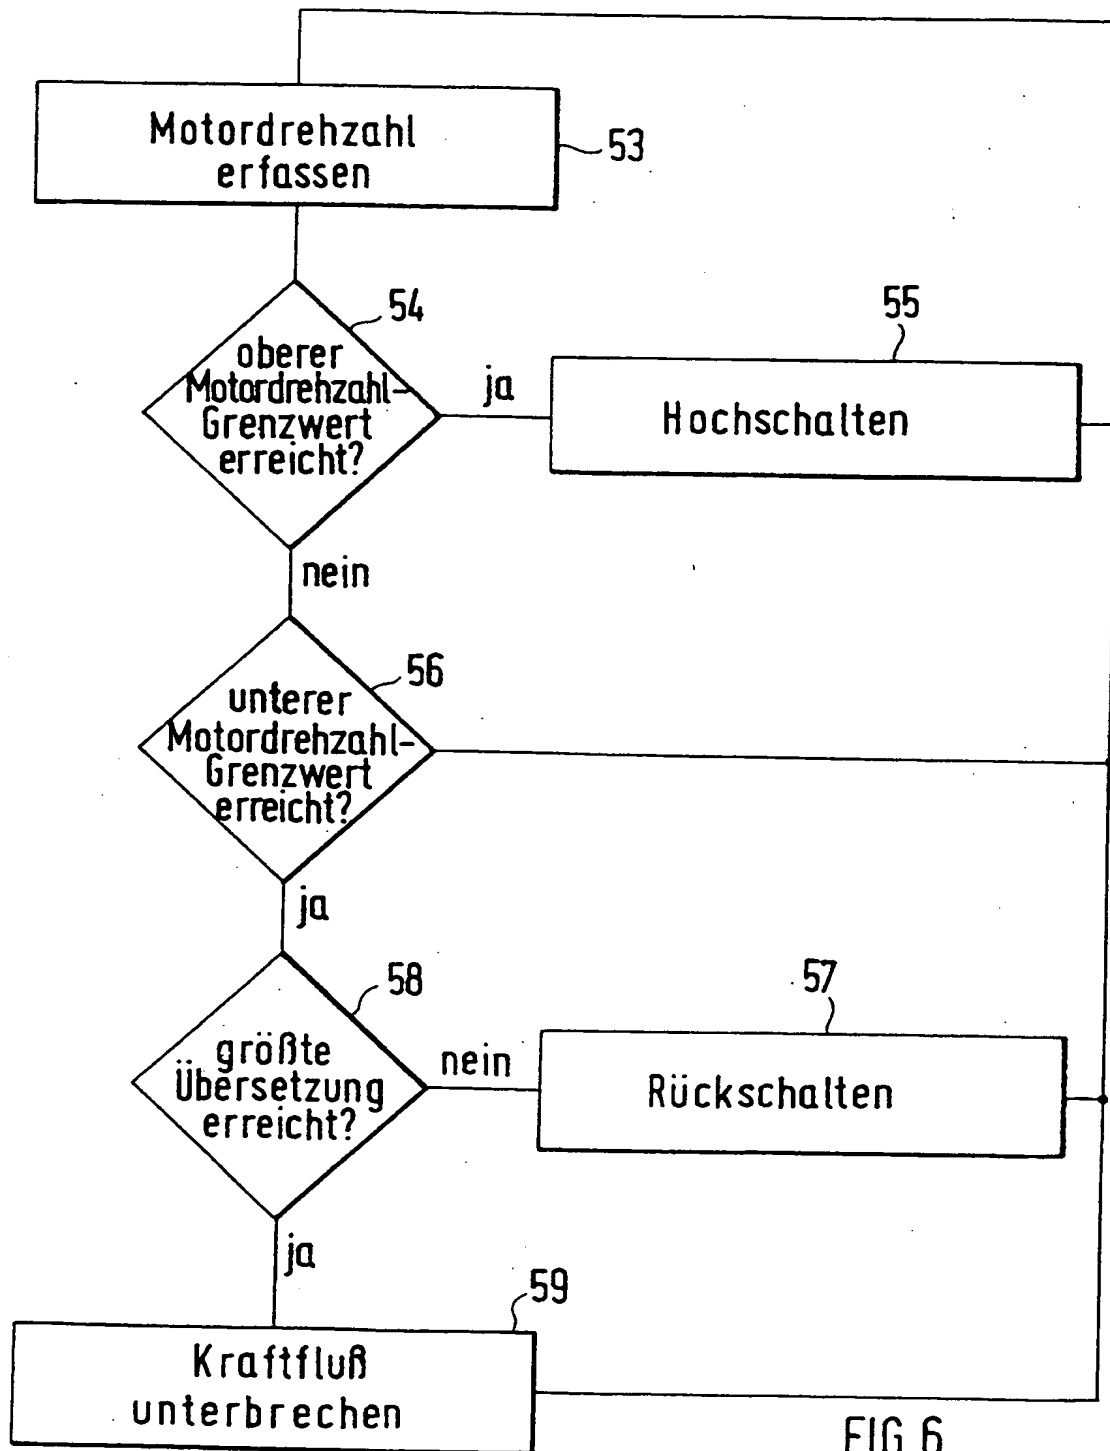 Motordrehzahl
erfassen
53
54
oberer
Motordrehzahl-
Grenzwert
erreicht?
ja
55
Hochschalten
nein
56
unterer
Motordrehzahl-
Grenzwert
erreicht?
ja
58
größte
Übersetzung
erreicht?
nein
57
Rückschalten
ja
59
Kraftfluß
unterbrechen
FIG 6